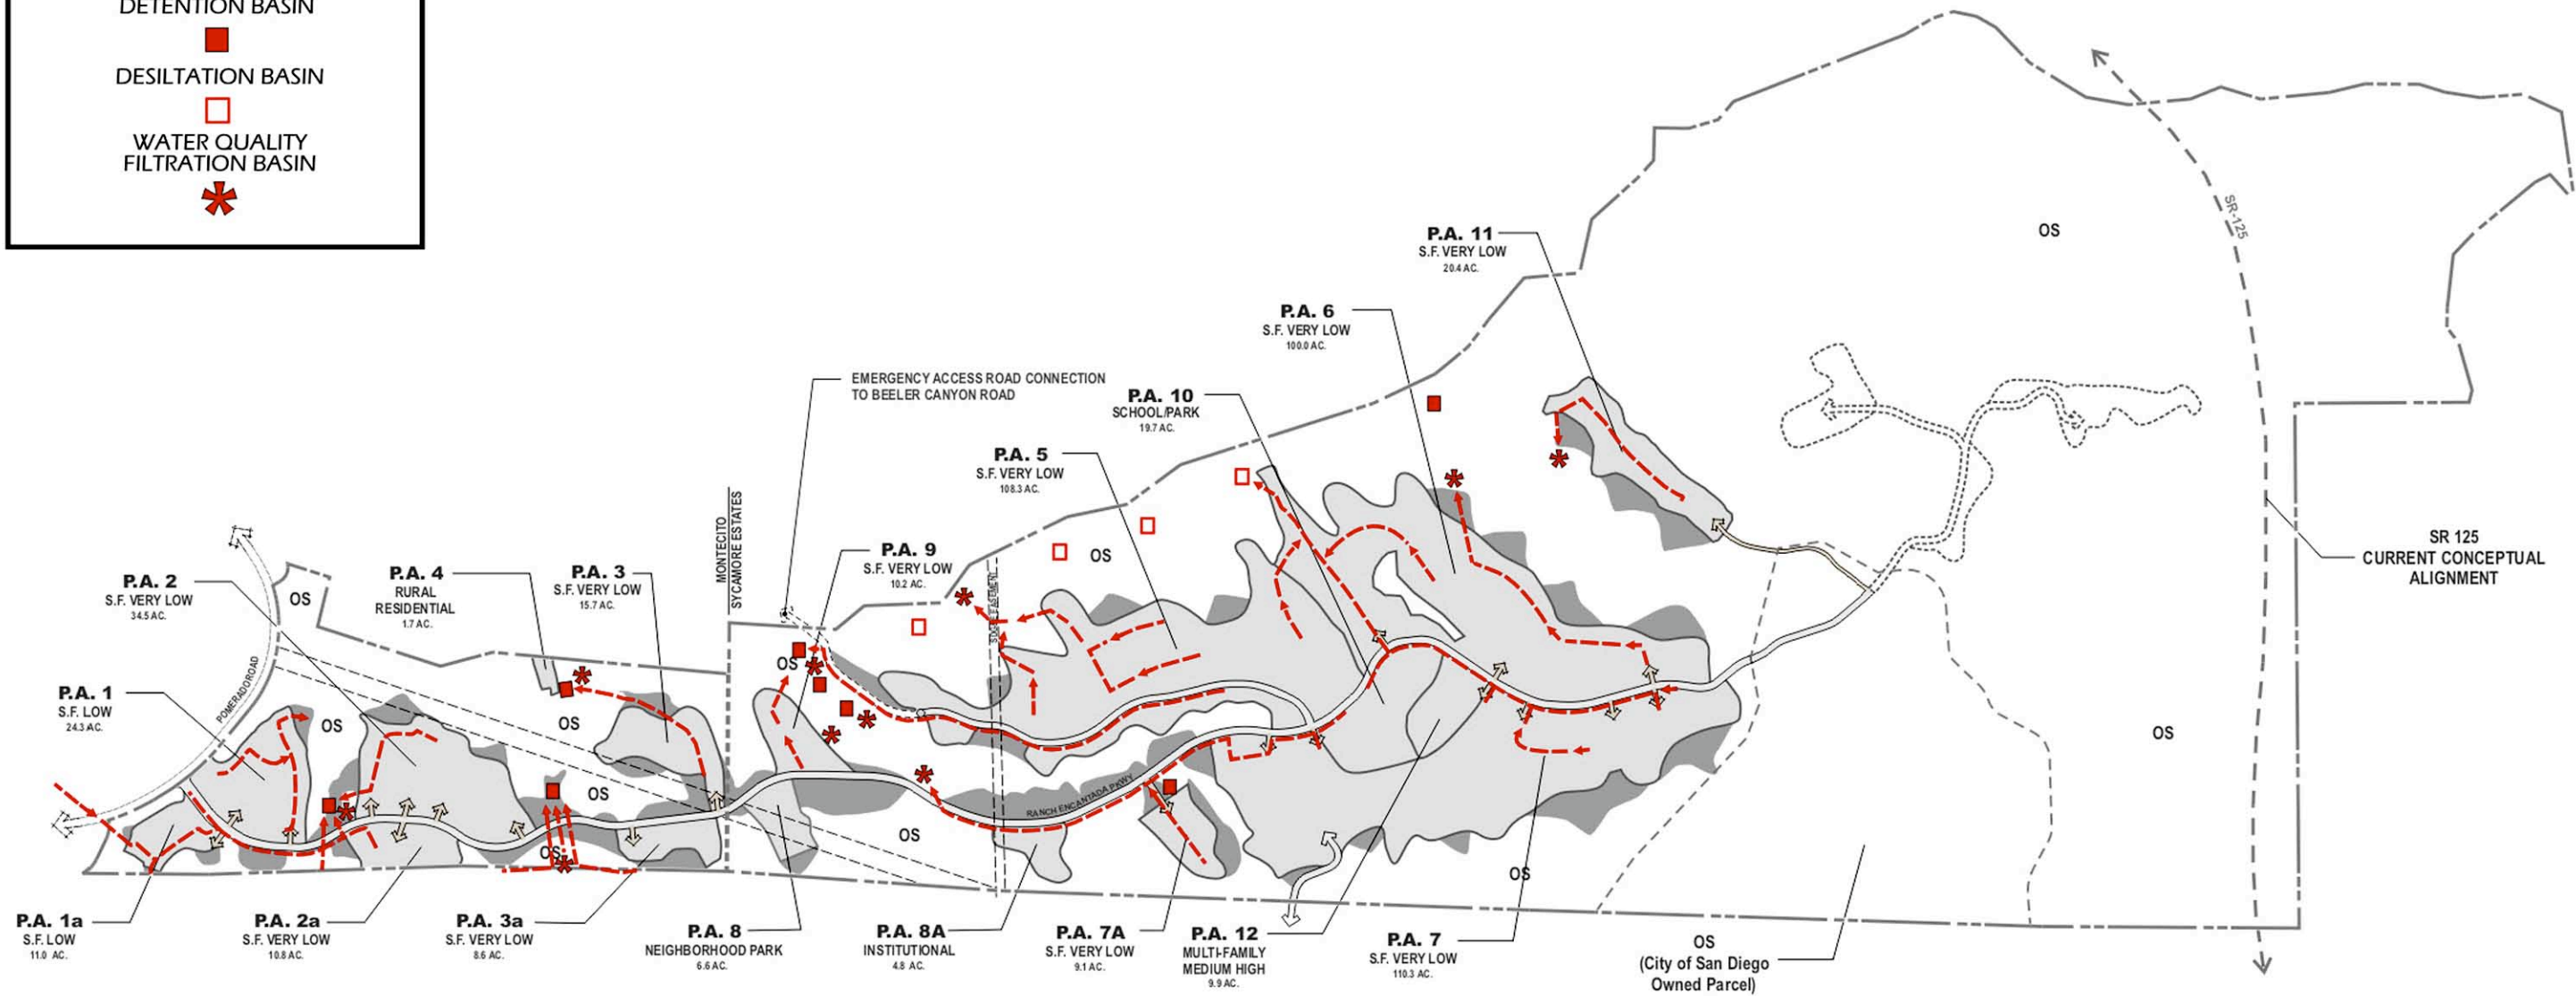 DETENTION BASIN
DESILTATION BASIN
WATER QUALITY
FILTRATION BASIN
OS
SR-125
P.A. 11
S.F. VERY LOW
20.4 AC.
P.A. 6
S.F. VERY LOW
100.0 AC.
EMERGENCY ACCESS ROAD CONNECTION
TO BEELER CANYON ROAD
P.A. 10
SCHOOL/PARK
19.7 AC.
P.A. 5
S.F. VERY LOW
108.3 AC.
MONTECITO
SYCAMORE ESTATES
P.A. 9
S.F. VERY LOW
10.2 AC.
OS
SR 125
CURRENT CONCEPTUAL
ALIGNMENT
P.A. 2
S.F. VERY LOW
34.5 AC.
OS
P.A. 4
RURAL
RESIDENTIAL
1.7 AC.
P.A. 3
S.F. VERY LOW
15.7 AC.
EASEMENT
OS
POMERADO ROAD
P.A. 1
S.F. LOW
24.3 AC.
OS
OS
OS
OS
RANCH ENCANTADA PKWY
OS
OS
OS
P.A. 1a
S.F. LOW
11.0 AC.
P.A. 2a
S.F. VERY LOW
10.8 AC.
P.A. 3a
S.F. VERY LOW
8.6 AC.
P.A. 8
NEIGHBORHOOD PARK
6.6 AC.
P.A. 8A
INSTITUTIONAL
4.8 AC.
P.A. 7A
S.F. VERY LOW
9.1 AC.
P.A. 12
MULTI-FAMILY
MEDIUM HIGH
9.9 AC.
P.A. 7
S.F. VERY LOW
110.3 AC.
OS
(City of San Diego
Owned Parcel)